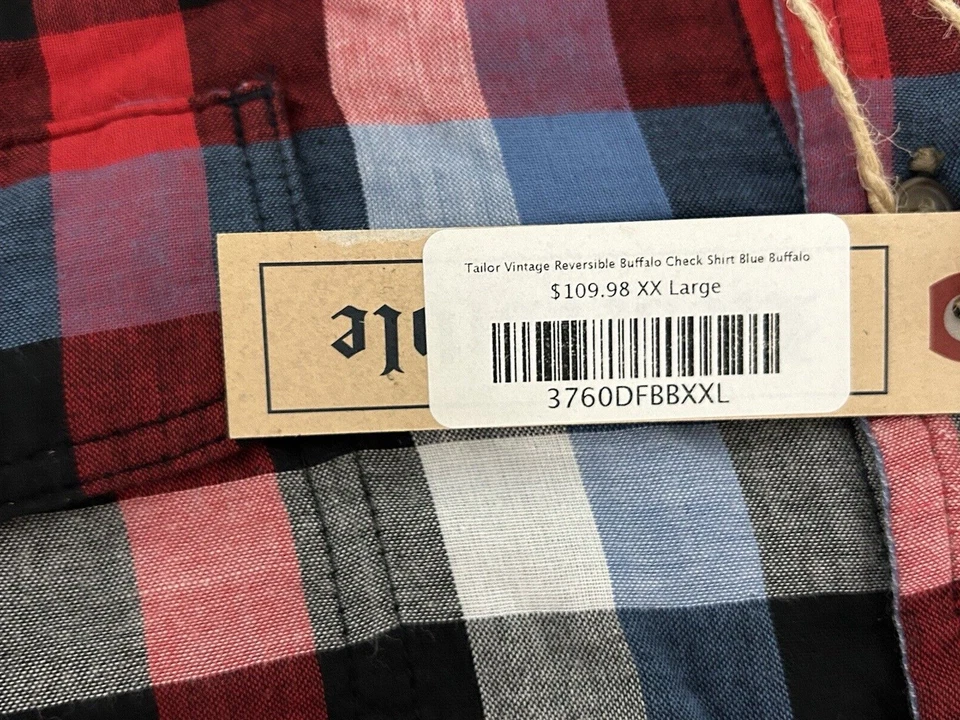 Tailor Vintage Reversible Buffalo Check Shirt Blue Buffalo
$109.98 XX Large
3760DFBBXXL